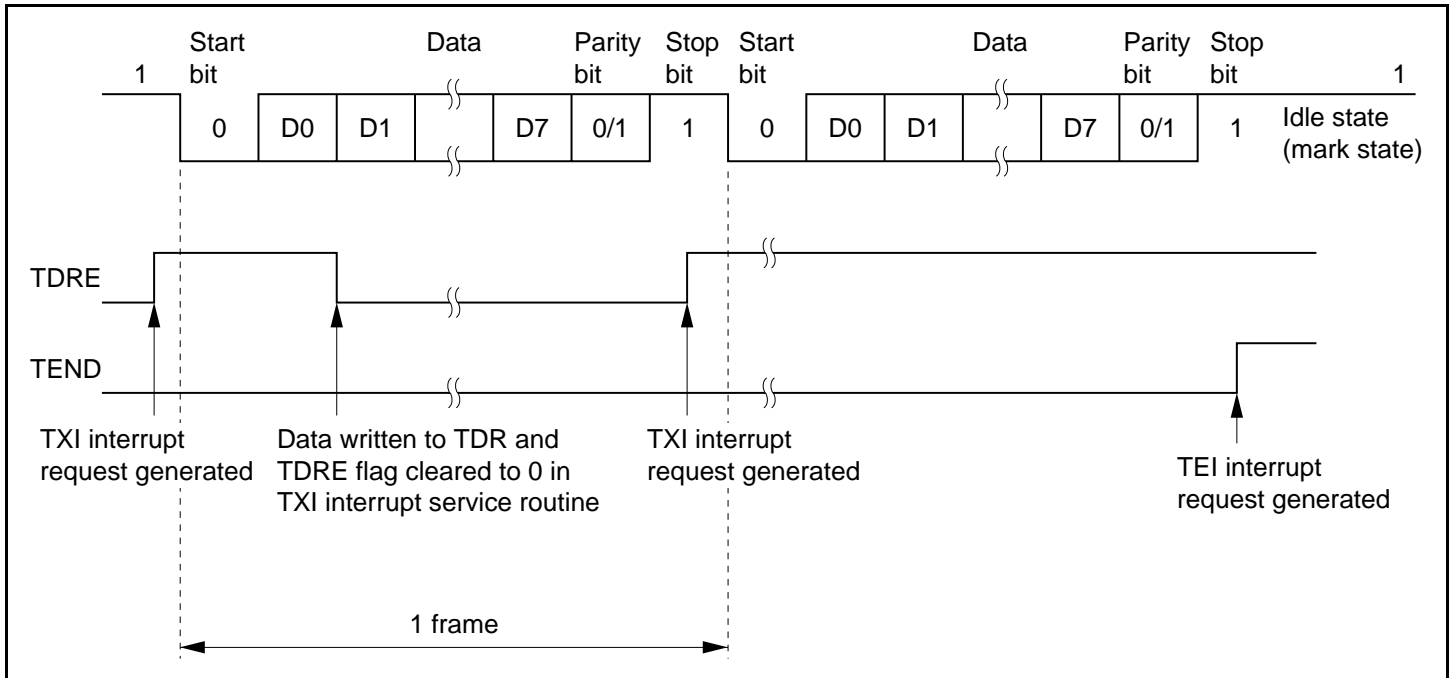 Start Data Parity Stop Start Data Parity Stop
1 bit bit bit bit bit bit 1
0 D0 D1 D7 0/1 1 0 D0 D1 D7 0/1 1 Idle state
(mark state)
TDRE
TEND
TXI interrupt
request generated
Data written to TDR and
TDRE flag cleared to 0 in
TXI interrupt service routine
TXI interrupt
request generated
TEI interrupt
request generated
1 frame